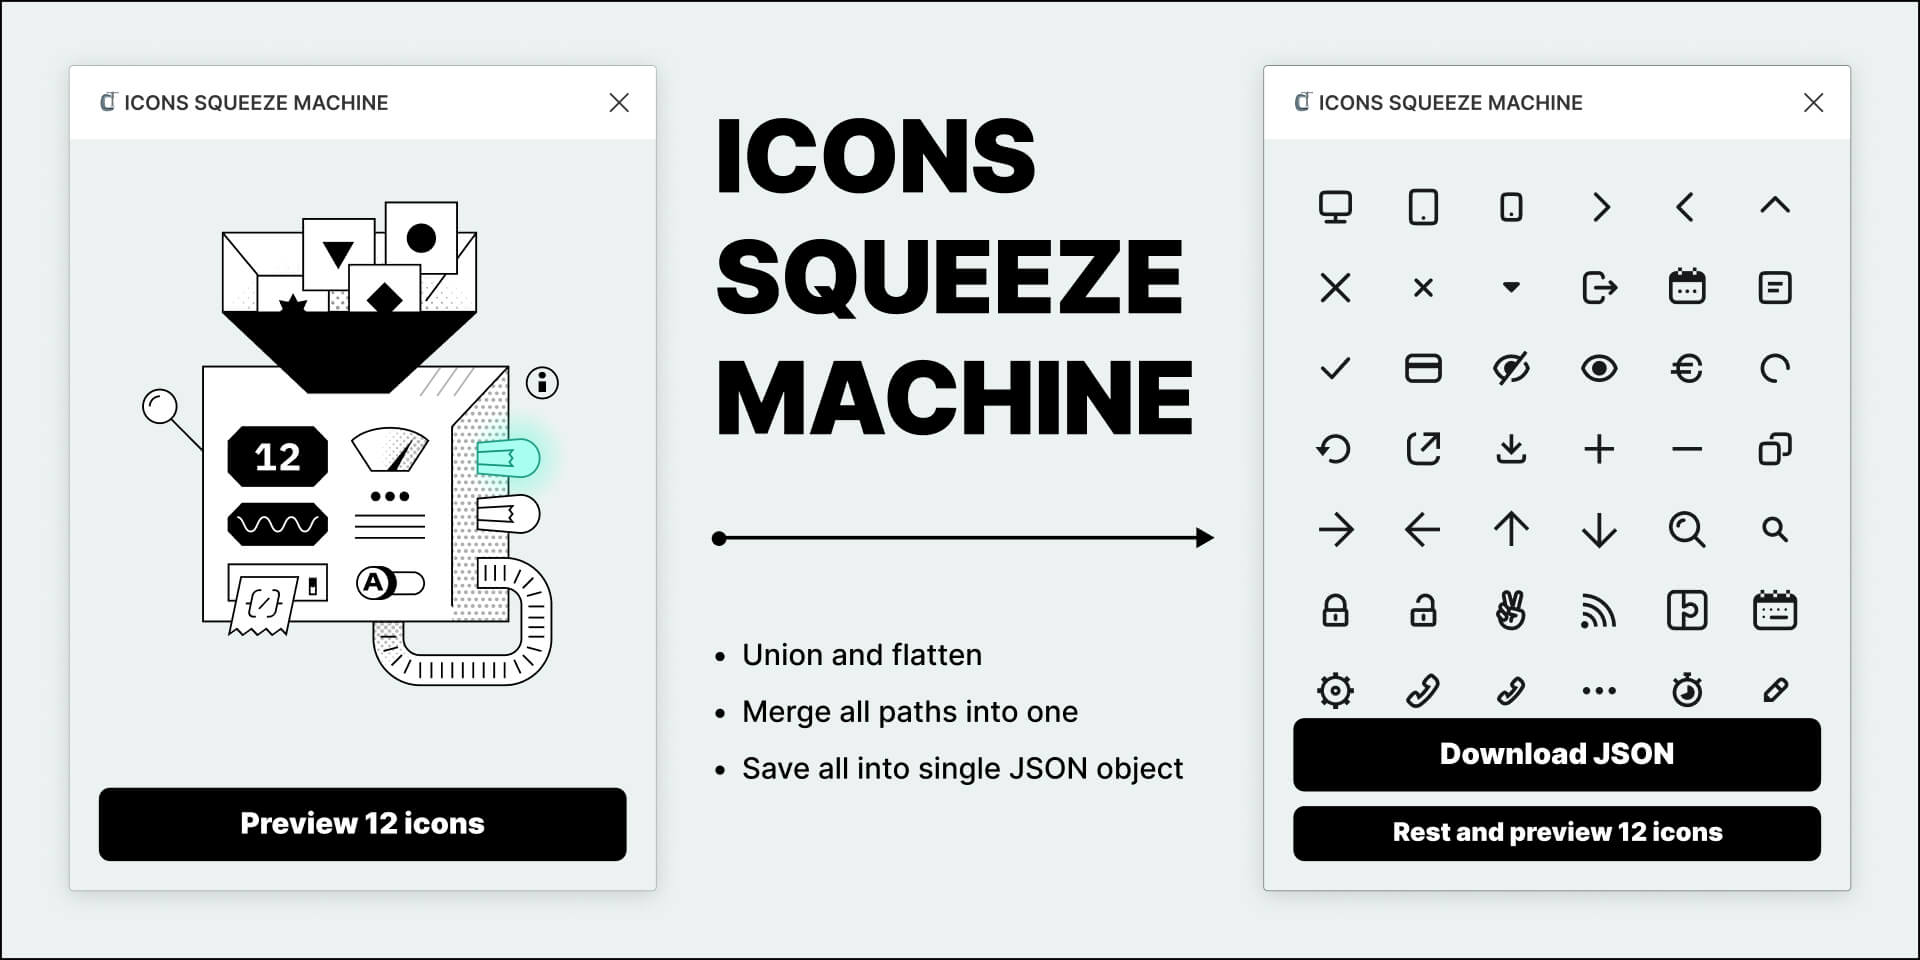 ICONS SQUEEZE MACHINE
12
A
Preview 12 icons
ICONS
SQUEEZE
MACHINE
• Union and flatten
• Merge all paths into one
• Save all into single JSON object
ICONS SQUEEZE MACHINE
Download JSON
Rest and preview 12 icons